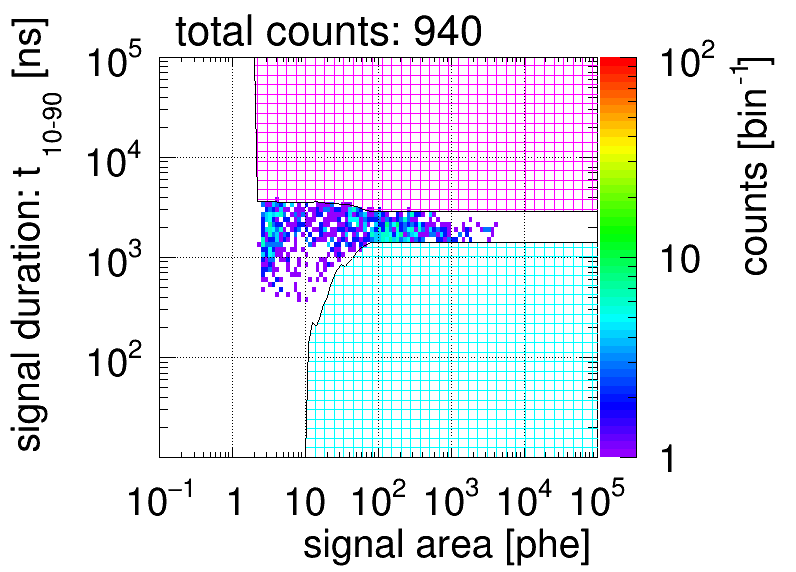 total counts: 940
signal duration: t 10-90 [ns]
10^5
10^4
10^3
10^2
10^−1 1 10 10^2 10^3 10^4 10^5
signal area [phe]
10^2
10
1
counts [bin^-1]